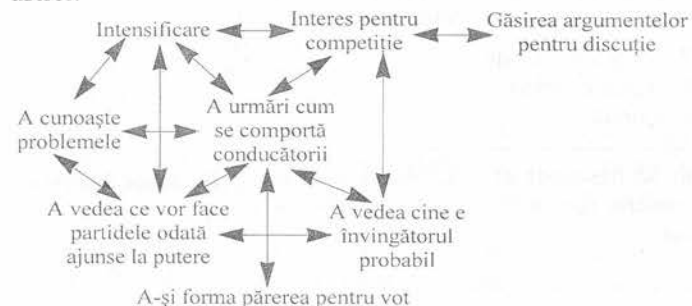 Intensificare
Interes pentru
competiție
Găsirea argumentelor
pentru discuție
A cunoaște
problemele
A urmări cum
se comportă
conducătorii
A vedea ce vor face
partidele odată
ajunse la putere
A vedea cine e
învingătorul
probabil
A-și forma părerea pentru vot